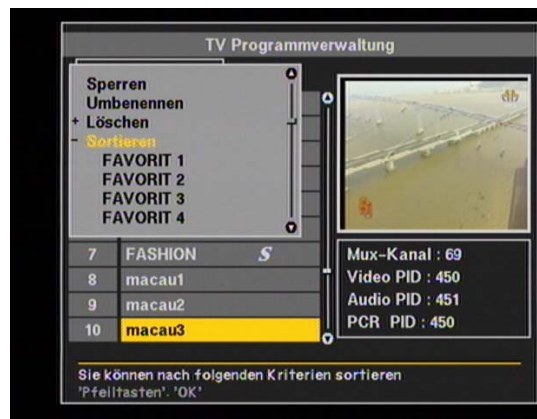 TV Programmverwaltung
Sperren
Umbenennen
+ Löschen
- Sortieren
FAVORIT 1
FAVORIT 2
FAVORIT 3
FAVORIT 4
7 FASHION S
8 macau1
9 macau2
10 macau3
Mux-Kanal : 69
Video PID : 450
Audio PID : 451
PCR PID : 450
Sie können nach folgenden Kriterien sortieren
'Pfeiltasten'. 'OK'